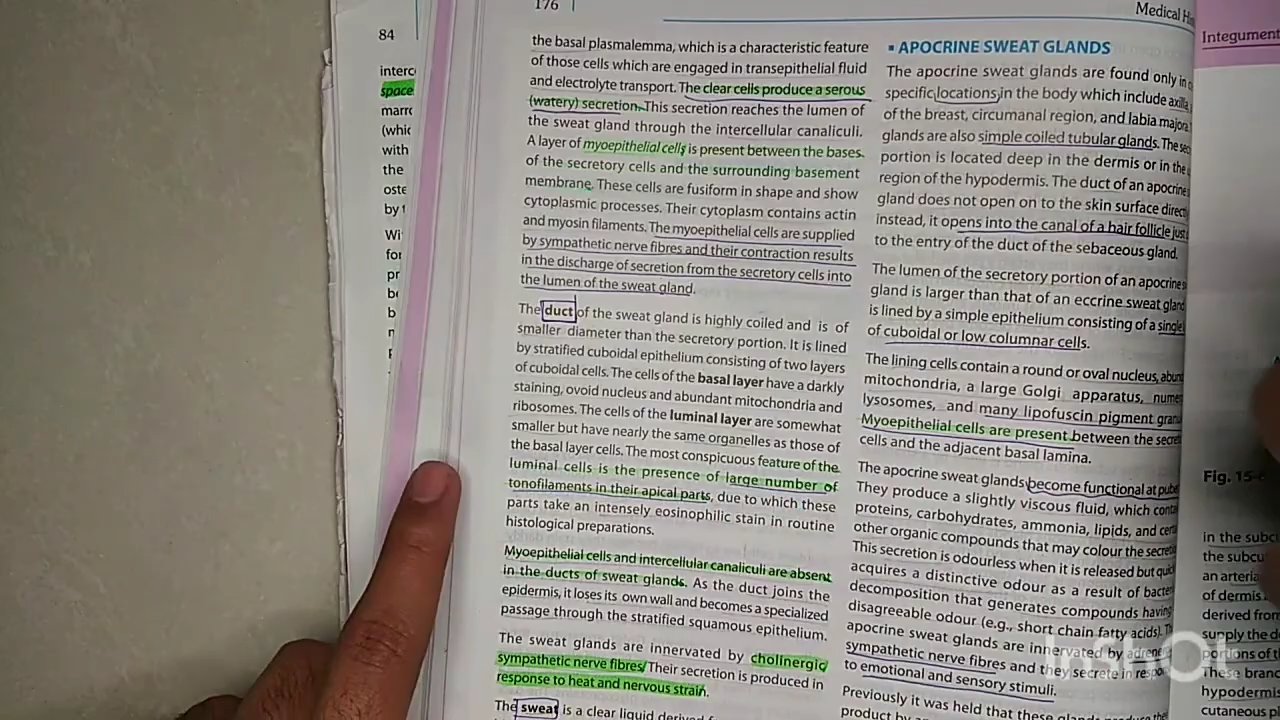 176
Medical
84
interc
space
marro
(whic
with
the
oste
by t
Wi
for
pr
be
b
the basal plasmalemma, which is a characteristic feature
of those cells which are engaged in transepithelial fluid
and electrolyte transport. The clear cells produce a serous
(watery) secretion. This secretion reaches the lumen of
the sweat gland through the intercellular canaliculi.
A layer of myoepithelial cells is present between the bases
of the secretory cells and the surrounding basement
membrane. These cells are fusiform in shape and show
cytoplasmic processes. Their cytoplasm contains actin
and myosin filaments. The myoepithelial cells are supplied
by sympathetic nerve fibres and their contraction results
in the discharge of secretion from the secretory cells into
the lumen of the sweat gland.
The duct of the sweat gland is highly coiled and is of
smaller diameter than the secretory portion. It is lined
by stratified cuboidal epithelium consisting of two layers
of cuboidal cells. The cells of the basal layer have a darkly
staining, ovoid nucleus and abundant mitochondria and
ribosomes. The cells of the luminal layer are somewhat
smaller but have nearly the same organelles as those of
the basal layer cells. The most conspicuous feature of the
luminal cells is the presence of large number of
tonofilaments in their apical parts, due to which these
parts take an intensely eosinophilic stain in routine
histological preparations.
Myoepithelial cells and intercellular canaliculi are absent
in the ducts of sweat glands. As the duct joins the
epidermis, it loses its own wall and becomes a specialized
passage through the stratified squamous epithelium.
The sweat glands are innervated by cholinergic
sympathetic nerve fibres. Their secretion is produced in
response to heat and nervous strain.
The sweat is a clear liquid derived
▪ APOCRINE SWEAT GLANDS
The apocrine sweat glands are found only in
specific locations in the body which include axilla,
of the breast, circumanal region, and labia majora.
glands are also simple coiled tubular glands. The sec
portion is located deep in the dermis or in the
region of the hypodermis. The duct of an apocrine
gland does not open on to the skin surface direct
instead, it opens into the canal of a hair follicle just
to the entry of the duct of the sebaceous gland.
The lumen of the secretory portion of an apocrine s
gland is larger than that of an eccrine sweat gland
is lined by a simple epithelium consisting of a single
of cuboidal or low columnar cells.
The lining cells contain a round or oval nucleus, abun
mitochondria, a large Golgi apparatus, nume
lysosomes, and many lipofuscin pigment gran
Myoepithelial cells are present between the secre
cells and the adjacent basal lamina.
The apocrine sweat glands become functional at pube
They produce a slightly viscous fluid, which conta
proteins, carbohydrates, ammonia, lipids, and cert
other organic compounds that may colour the secreti
This secretion is odourless when it is released but quic
acquires a distinctive odour as a result of bacter
decomposition that generates compounds having
disagreeable odour (e.g., short chain fatty acids). Th
apocrine sweat glands are innervated by adrene
sympathetic nerve fibres and they secrete in respo
to emotional and sensory stimuli.
Previously it was held that these glands produce the
product by
Integument
Fig. 15-
in the subc
the subcu
an arteria
of dermis
derived from
supply the d
portions of t
These branc
hypodermis
cutaneous p
InShOt